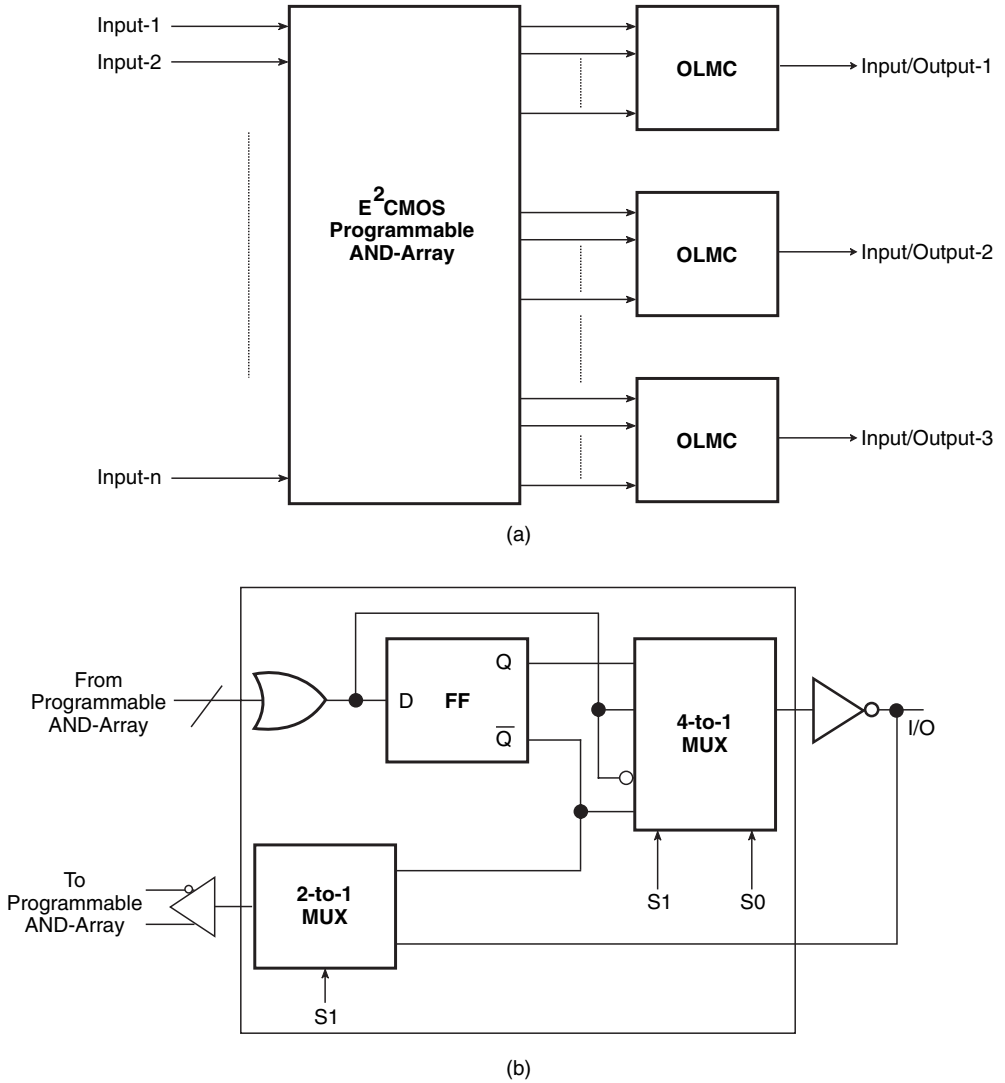 Input-1
Input-2
Input-n
E²CMOS
Programmable
AND-Array
OLMC
Input/Output-1
OLMC
Input/Output-2
OLMC
Input/Output-3
(a)
From
Programmable
AND-Array
D
FF
Q
Q̅
4-to-1
MUX
I/O
S1
S0
To
Programmable
AND-Array
2-to-1
MUX
S1
(b)